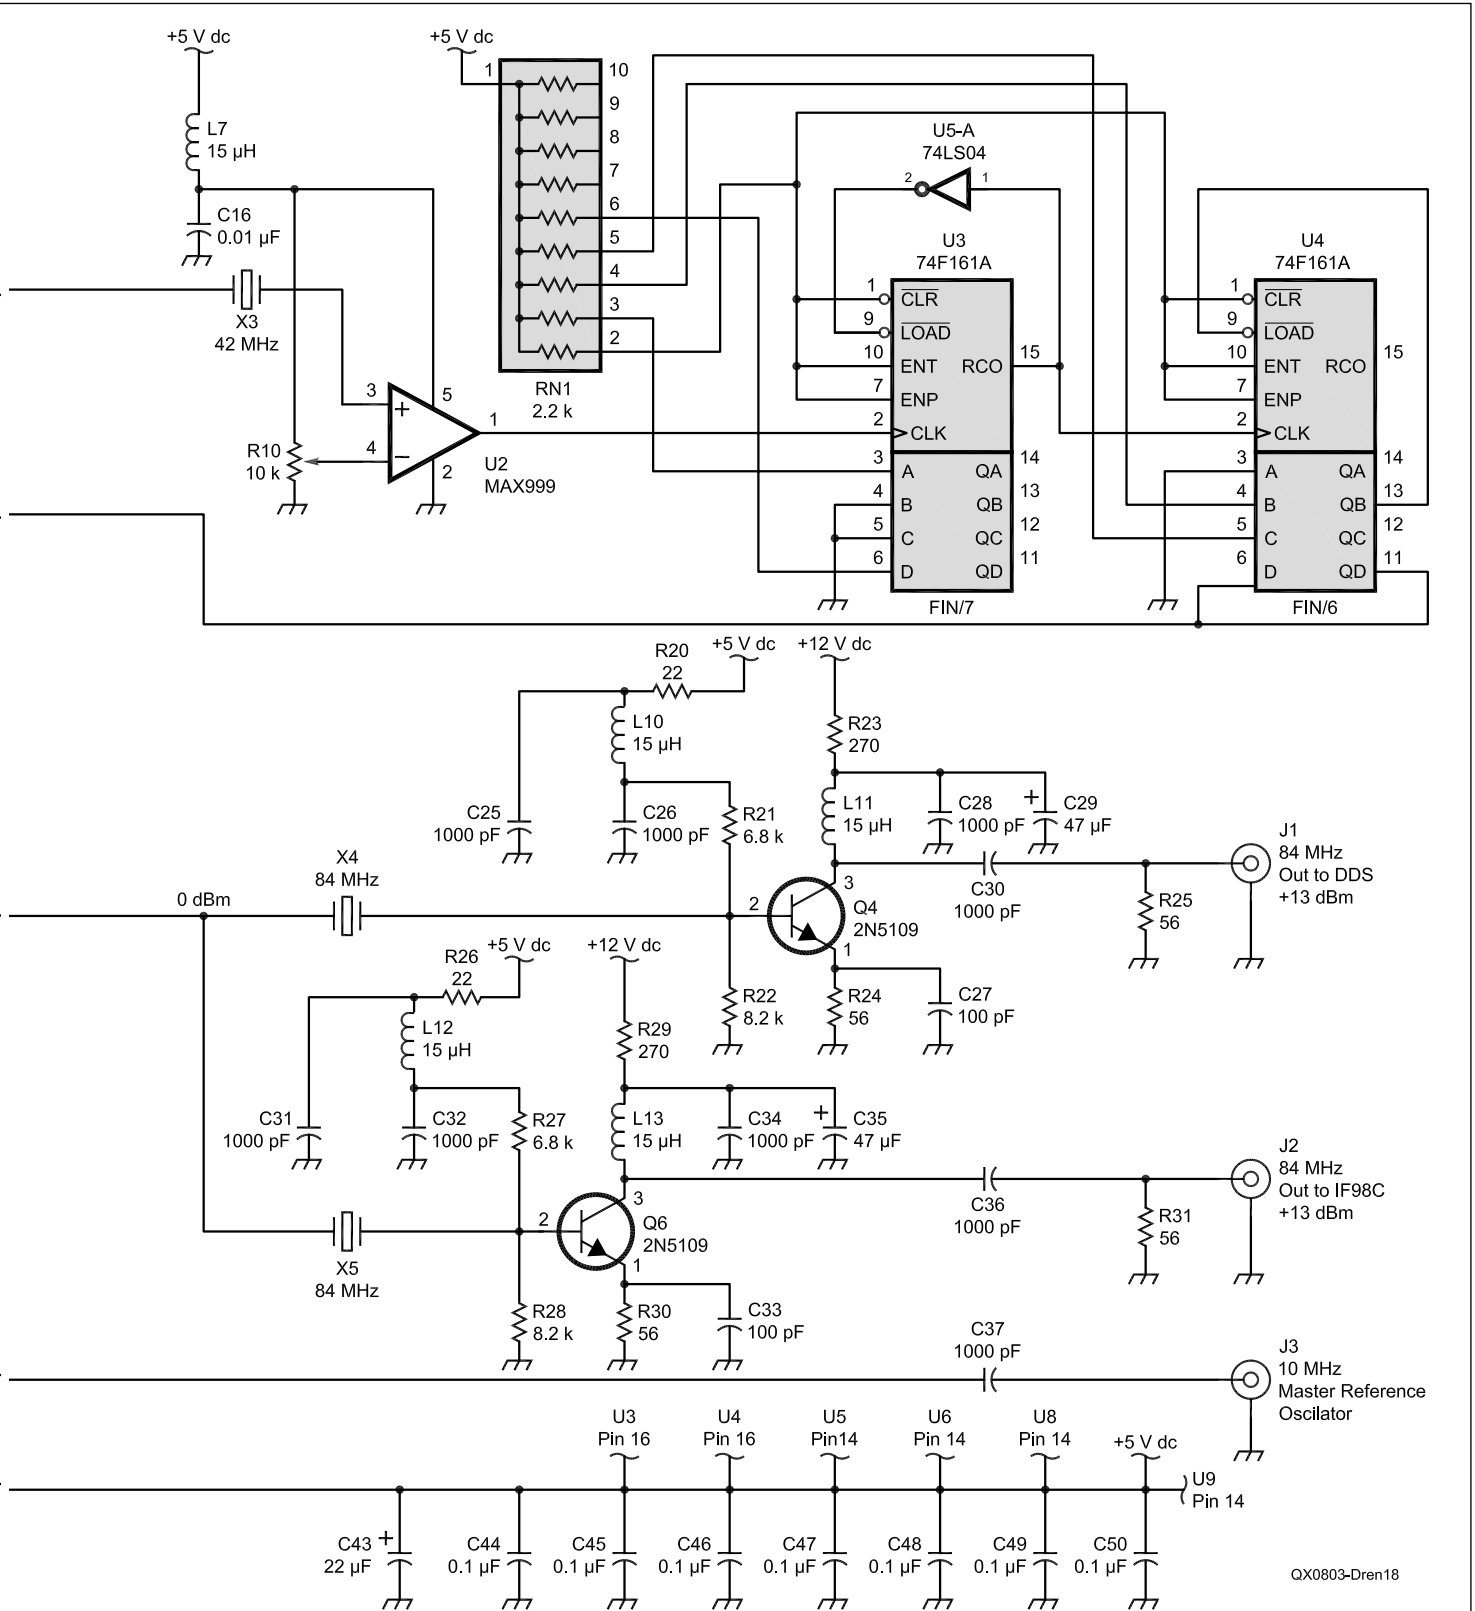 +5 V dc
+5 V dc
L7
15 µH
C16
0.01 µF
X3
42 MHz
R10
10 k
3
4
5
2
1
+
−
U2
MAX999
1
10
9
8
7
6
5
4
3
2
RN1
2.2 k
U5-A
74LS04
2
1
U3
74F161A
1
CLR
9
LOAD
10
ENT
RCO
15
7
ENP
2
CLK
3
A
QA
14
4
B
QB
13
5
C
QC
12
6
D
QD
11
FIN/7
U4
74F161A
1
CLR
9
LOAD
10
ENT
RCO
15
7
ENP
2
CLK
3
A
QA
14
4
B
QB
13
5
C
QC
12
6
D
QD
11
FIN/6
R20
22
+5 V dc
+12 V dc
L10
15 µH
R23
270
C25
1000 pF
C26
1000 pF
R21
6.8 k
L11
15 µH
C28
1000 pF
+
C29
47 µF
J1
84 MHz
Out to DDS
+13 dBm
X4
84 MHz
0 dBm
2
3
1
Q4
2N5109
C30
1000 pF
R25
56
R26
22
+5 V dc
+12 V dc
R22
8.2 k
R24
56
C27
100 pF
L12
15 µH
R29
270
C31
1000 pF
C32
1000 pF
R27
6.8 k
L13
15 µH
C34
1000 pF
+
C35
47 µF
J2
84 MHz
Out to IF98C
+13 dBm
X5
84 MHz
2
3
1
Q6
2N5109
C36
1000 pF
R31
56
R28
8.2 k
R30
56
C33
100 pF
C37
1000 pF
J3
10 MHz
Master Reference
Oscilator
U3
Pin 16
U4
Pin 16
U5
Pin14
U6
Pin 14
U8
Pin 14
+5 V dc
U9
Pin 14
C43
22 µF
+
C44
0.1 µF
C45
0.1 µF
C46
0.1 µF
C47
0.1 µF
C48
0.1 µF
C49
0.1 µF
C50
0.1 µF
QX0803-Dren18